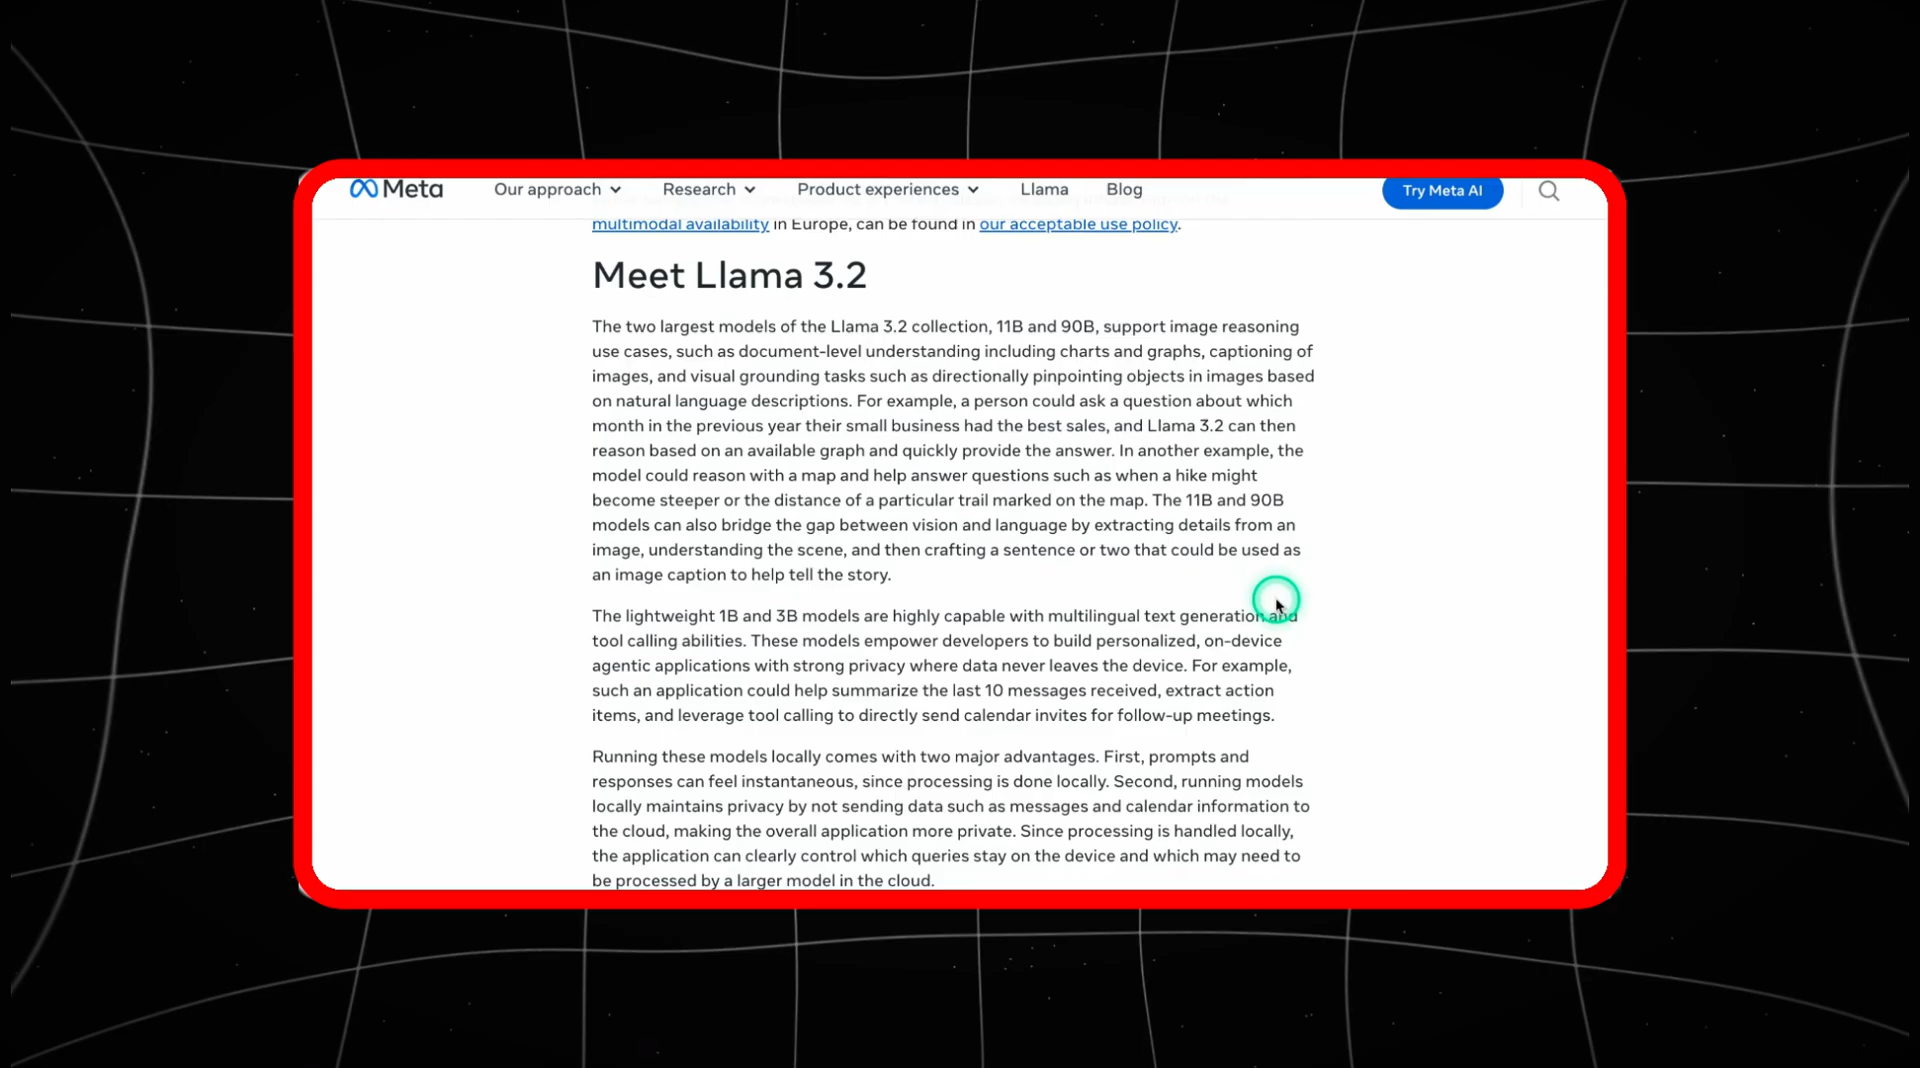 Meta Our approach Research Product experiences Llama Blog Try Meta AI
multimodal availability in Europe, can be found in our acceptable use policy.
Meet Llama 3.2
The two largest models of the Llama 3.2 collection, 11B and 90B, support image reasoning
use cases, such as document-level understanding including charts and graphs, captioning of
images, and visual grounding tasks such as directionally pinpointing objects in images based
on natural language descriptions. For example, a person could ask a question about which
month in the previous year their small business had the best sales, and Llama 3.2 can then
reason based on an available graph and quickly provide the answer. In another example, the
model could reason with a map and help answer questions such as when a hike might
become steeper or the distance of a particular trail marked on the map. The 11B and 90B
models can also bridge the gap between vision and language by extracting details from an
image, understanding the scene, and then crafting a sentence or two that could be used as
an image caption to help tell the story.
The lightweight 1B and 3B models are highly capable with multilingual text generation and
tool calling abilities. These models empower developers to build personalized, on-device
agentic applications with strong privacy where data never leaves the device. For example,
such an application could help summarize the last 10 messages received, extract action
items, and leverage tool calling to directly send calendar invites for follow-up meetings.
Running these models locally comes with two major advantages. First, prompts and
responses can feel instantaneous, since processing is done locally. Second, running models
locally maintains privacy by not sending data such as messages and calendar information to
the cloud, making the overall application more private. Since processing is handled locally,
the application can clearly control which queries stay on the device and which may need to
be processed by a larger model in the cloud.